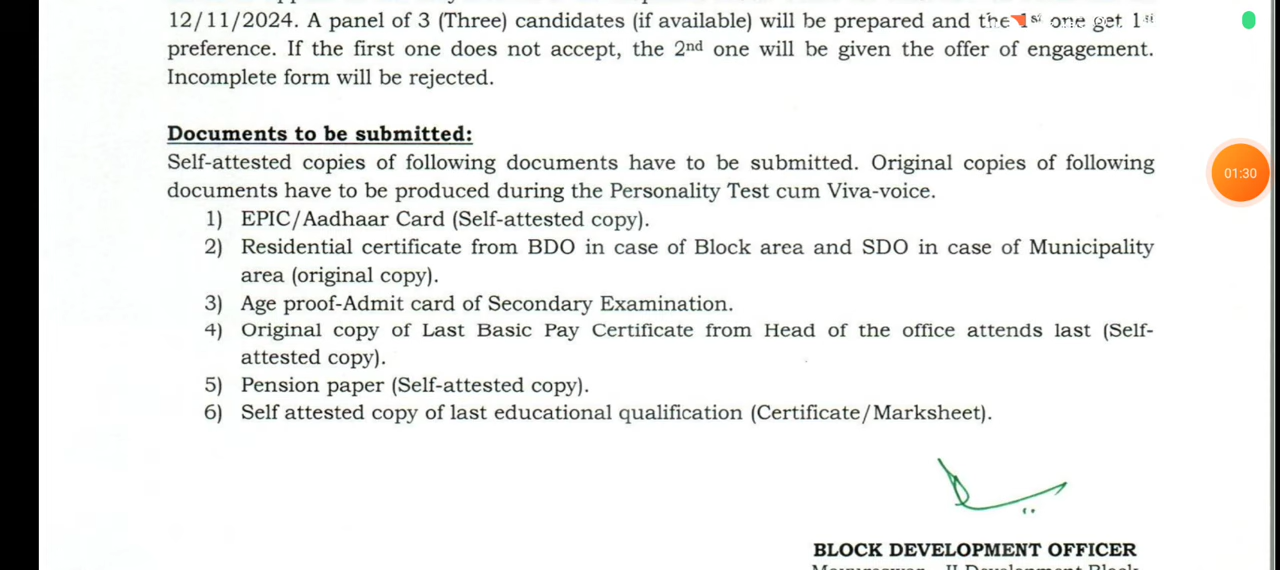 12/11/2024. A panel of 3 (Three) candidates (if available) will be prepared and the 1st one get 1st
preference. If the first one does not accept, the 2nd one will be given the offer of engagement.
Incomplete form will be rejected.
Documents to be submitted:
Self-attested copies of following documents have to be submitted. Original copies of following
documents have to be produced during the Personality Test cum Viva-voice.
01:30
1) EPIC/Aadhaar Card (Self-attested copy).
2) Residential certificate from BDO in case of Block area and SDO in case of Municipality
area (original copy).
3) Age proof-Admit card of Secondary Examination.
4) Original copy of Last Basic Pay Certificate from Head of the office attends last (Self-
attested copy).
5) Pension paper (Self-attested copy).
6) Self attested copy of last educational qualification (Certificate/Marksheet).
BLOCK DEVELOPMENT OFFICER